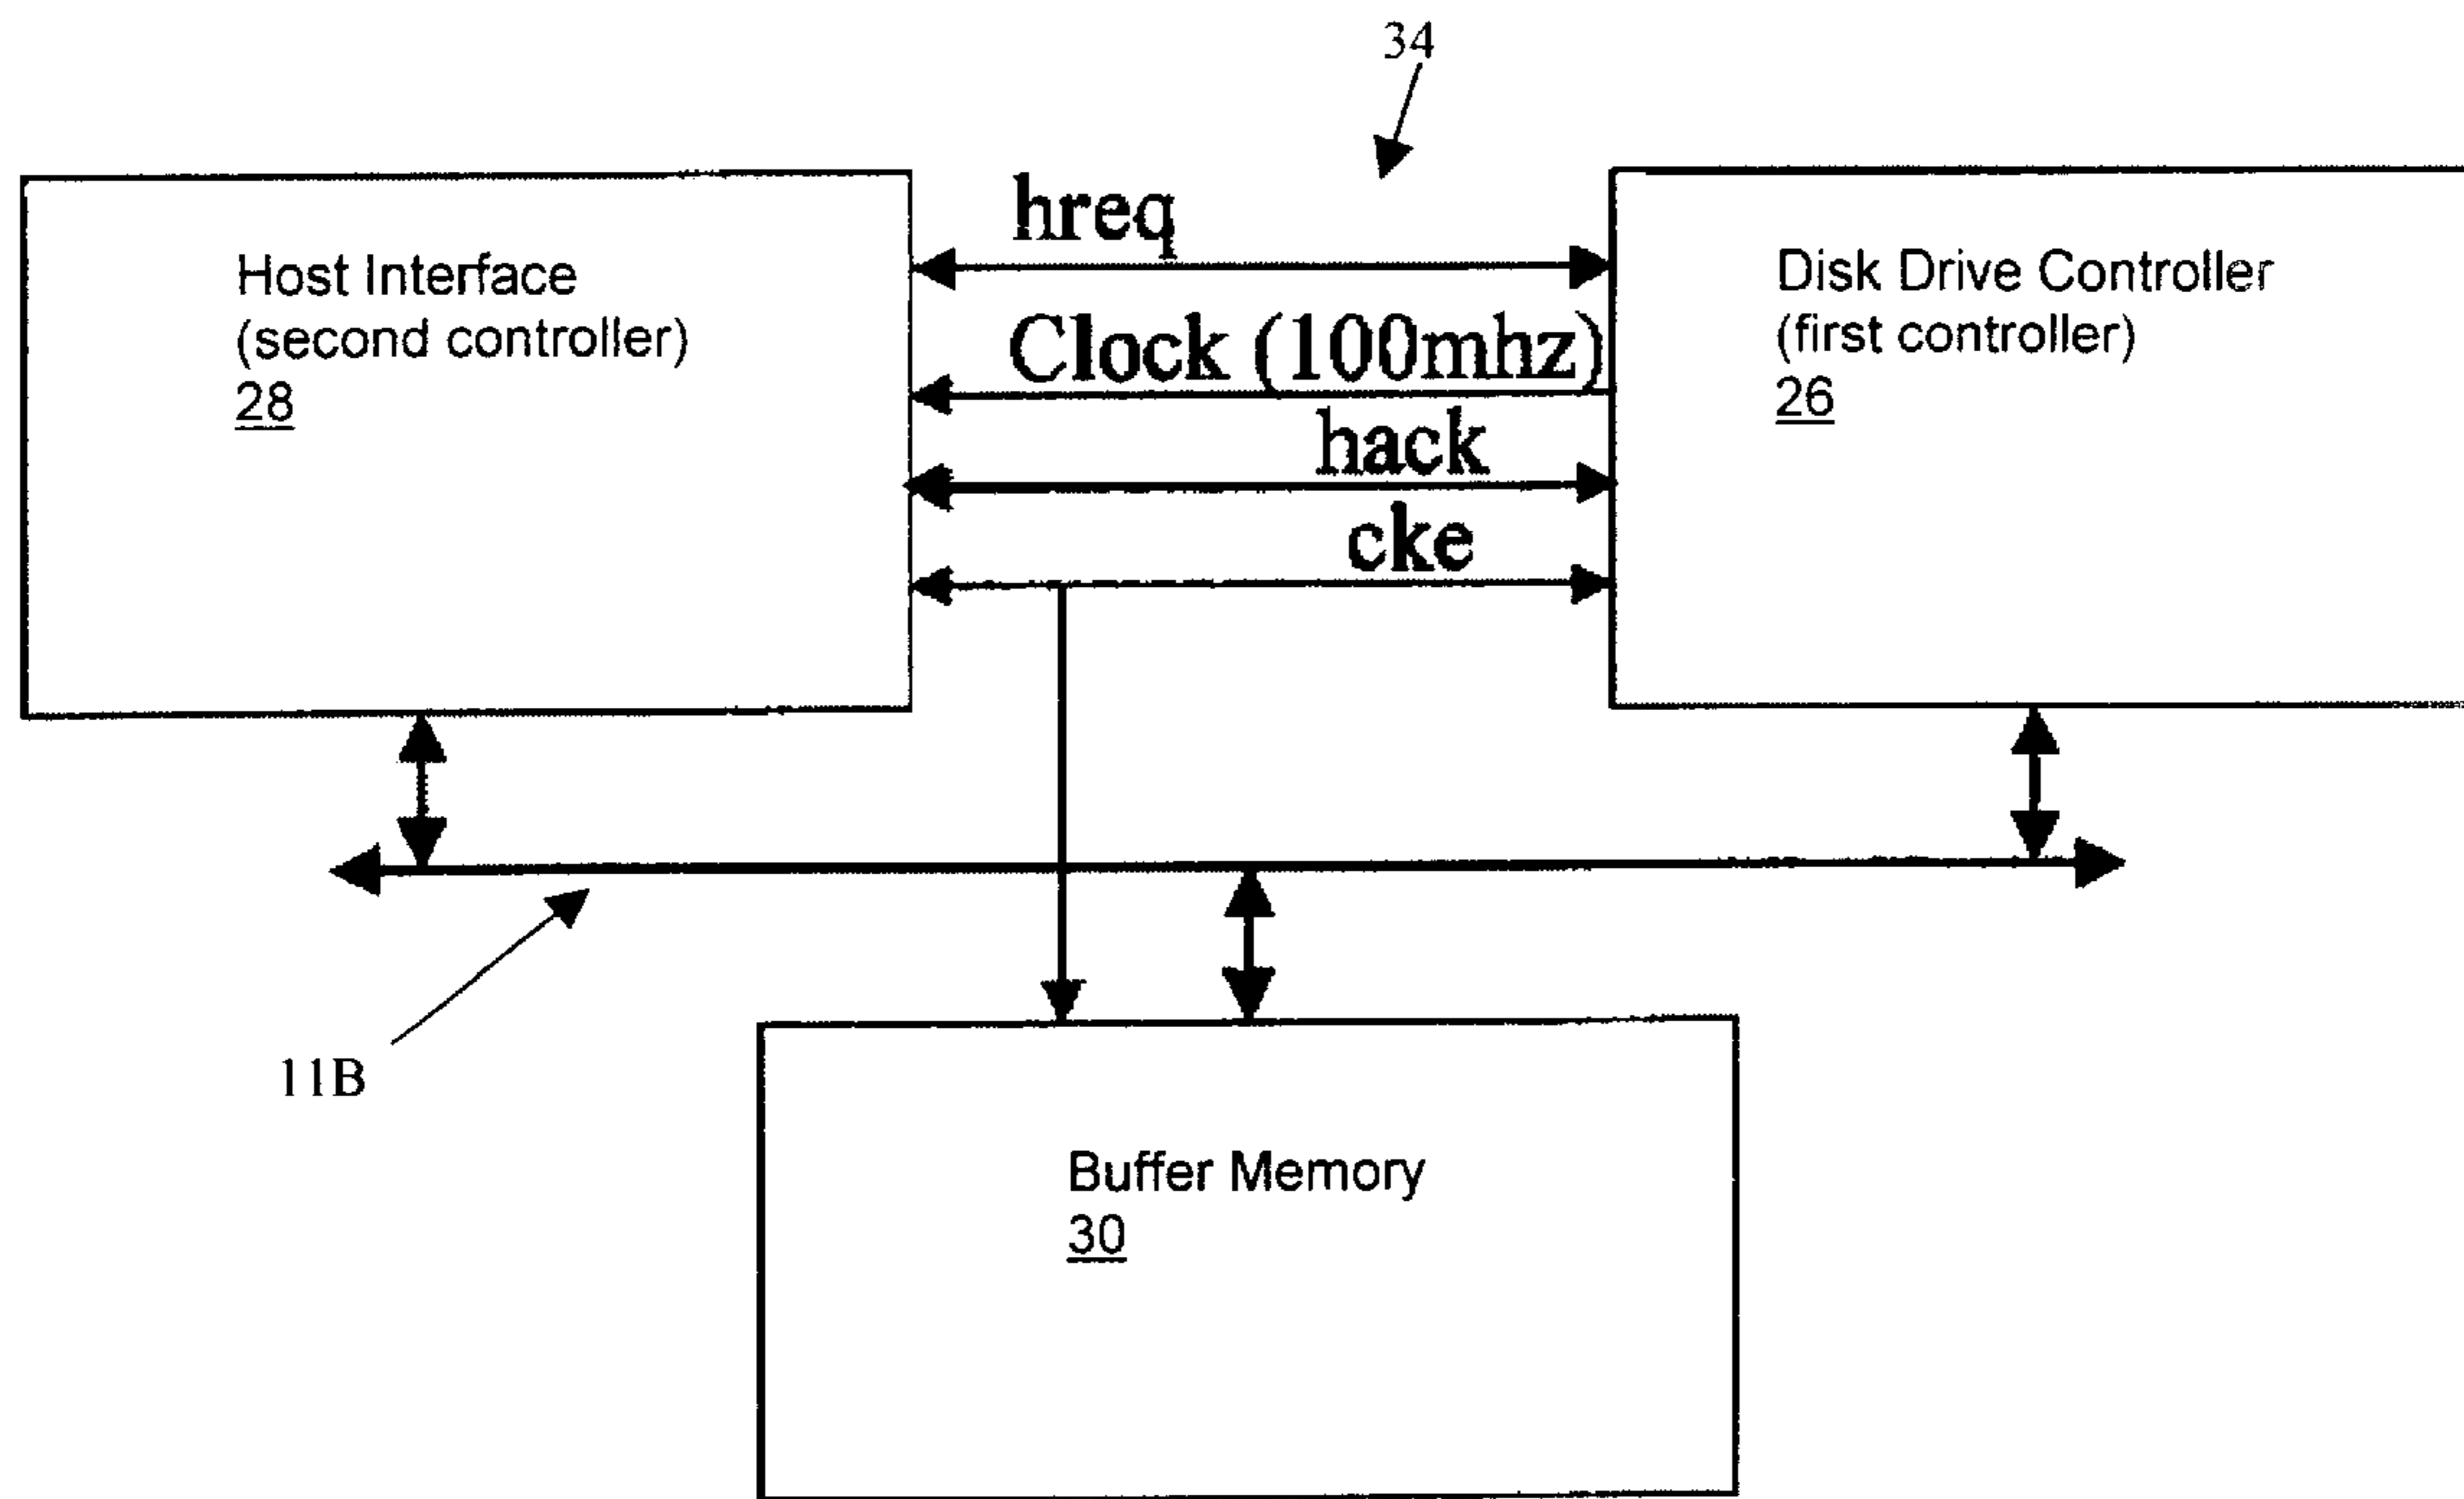 34
hreq
Host Interface
(second controller)
28
Disk Drive Controller
(first controller)
26
Clock (100mhz)
hack
cke
11B
Buffer Memory
30